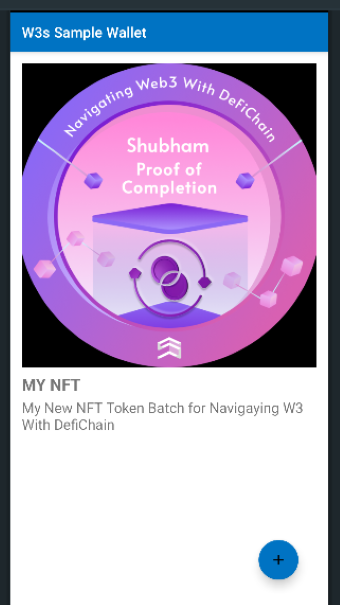 W3s Sample Wallet
Navigating Web3 With DeFiChain
Shubham
Proof of
Completion
MY NFT
My New NFT Token Batch for Navigaying W3
With DefiChain
+